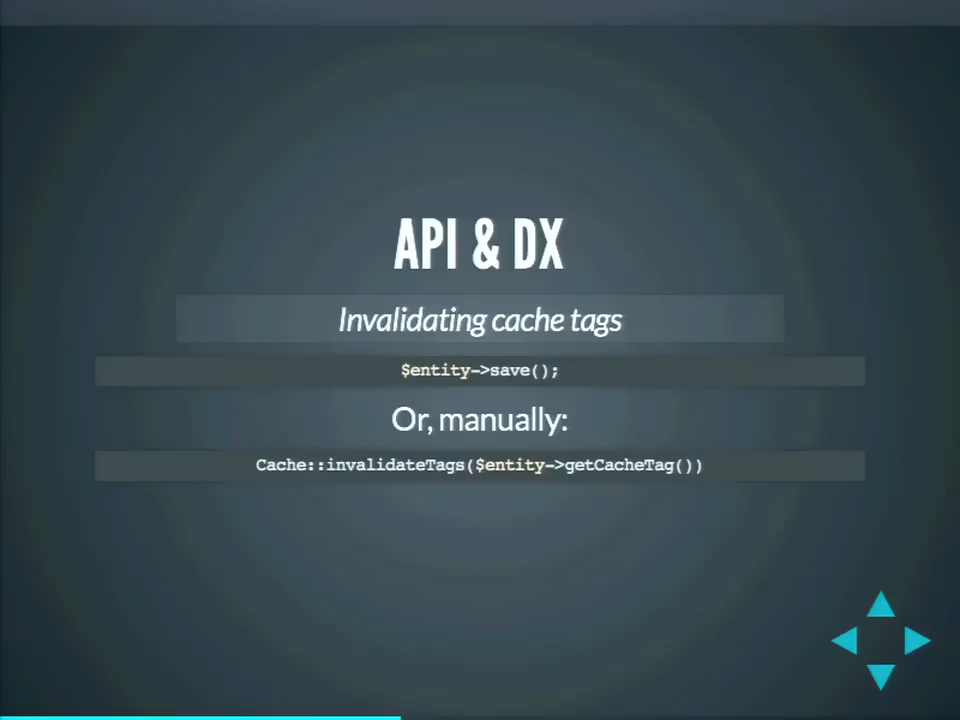 API & DX
Invalidating cache tags
$entity->save();
Or, manually:
Cache::invalidateTags($entity->getCacheTag())